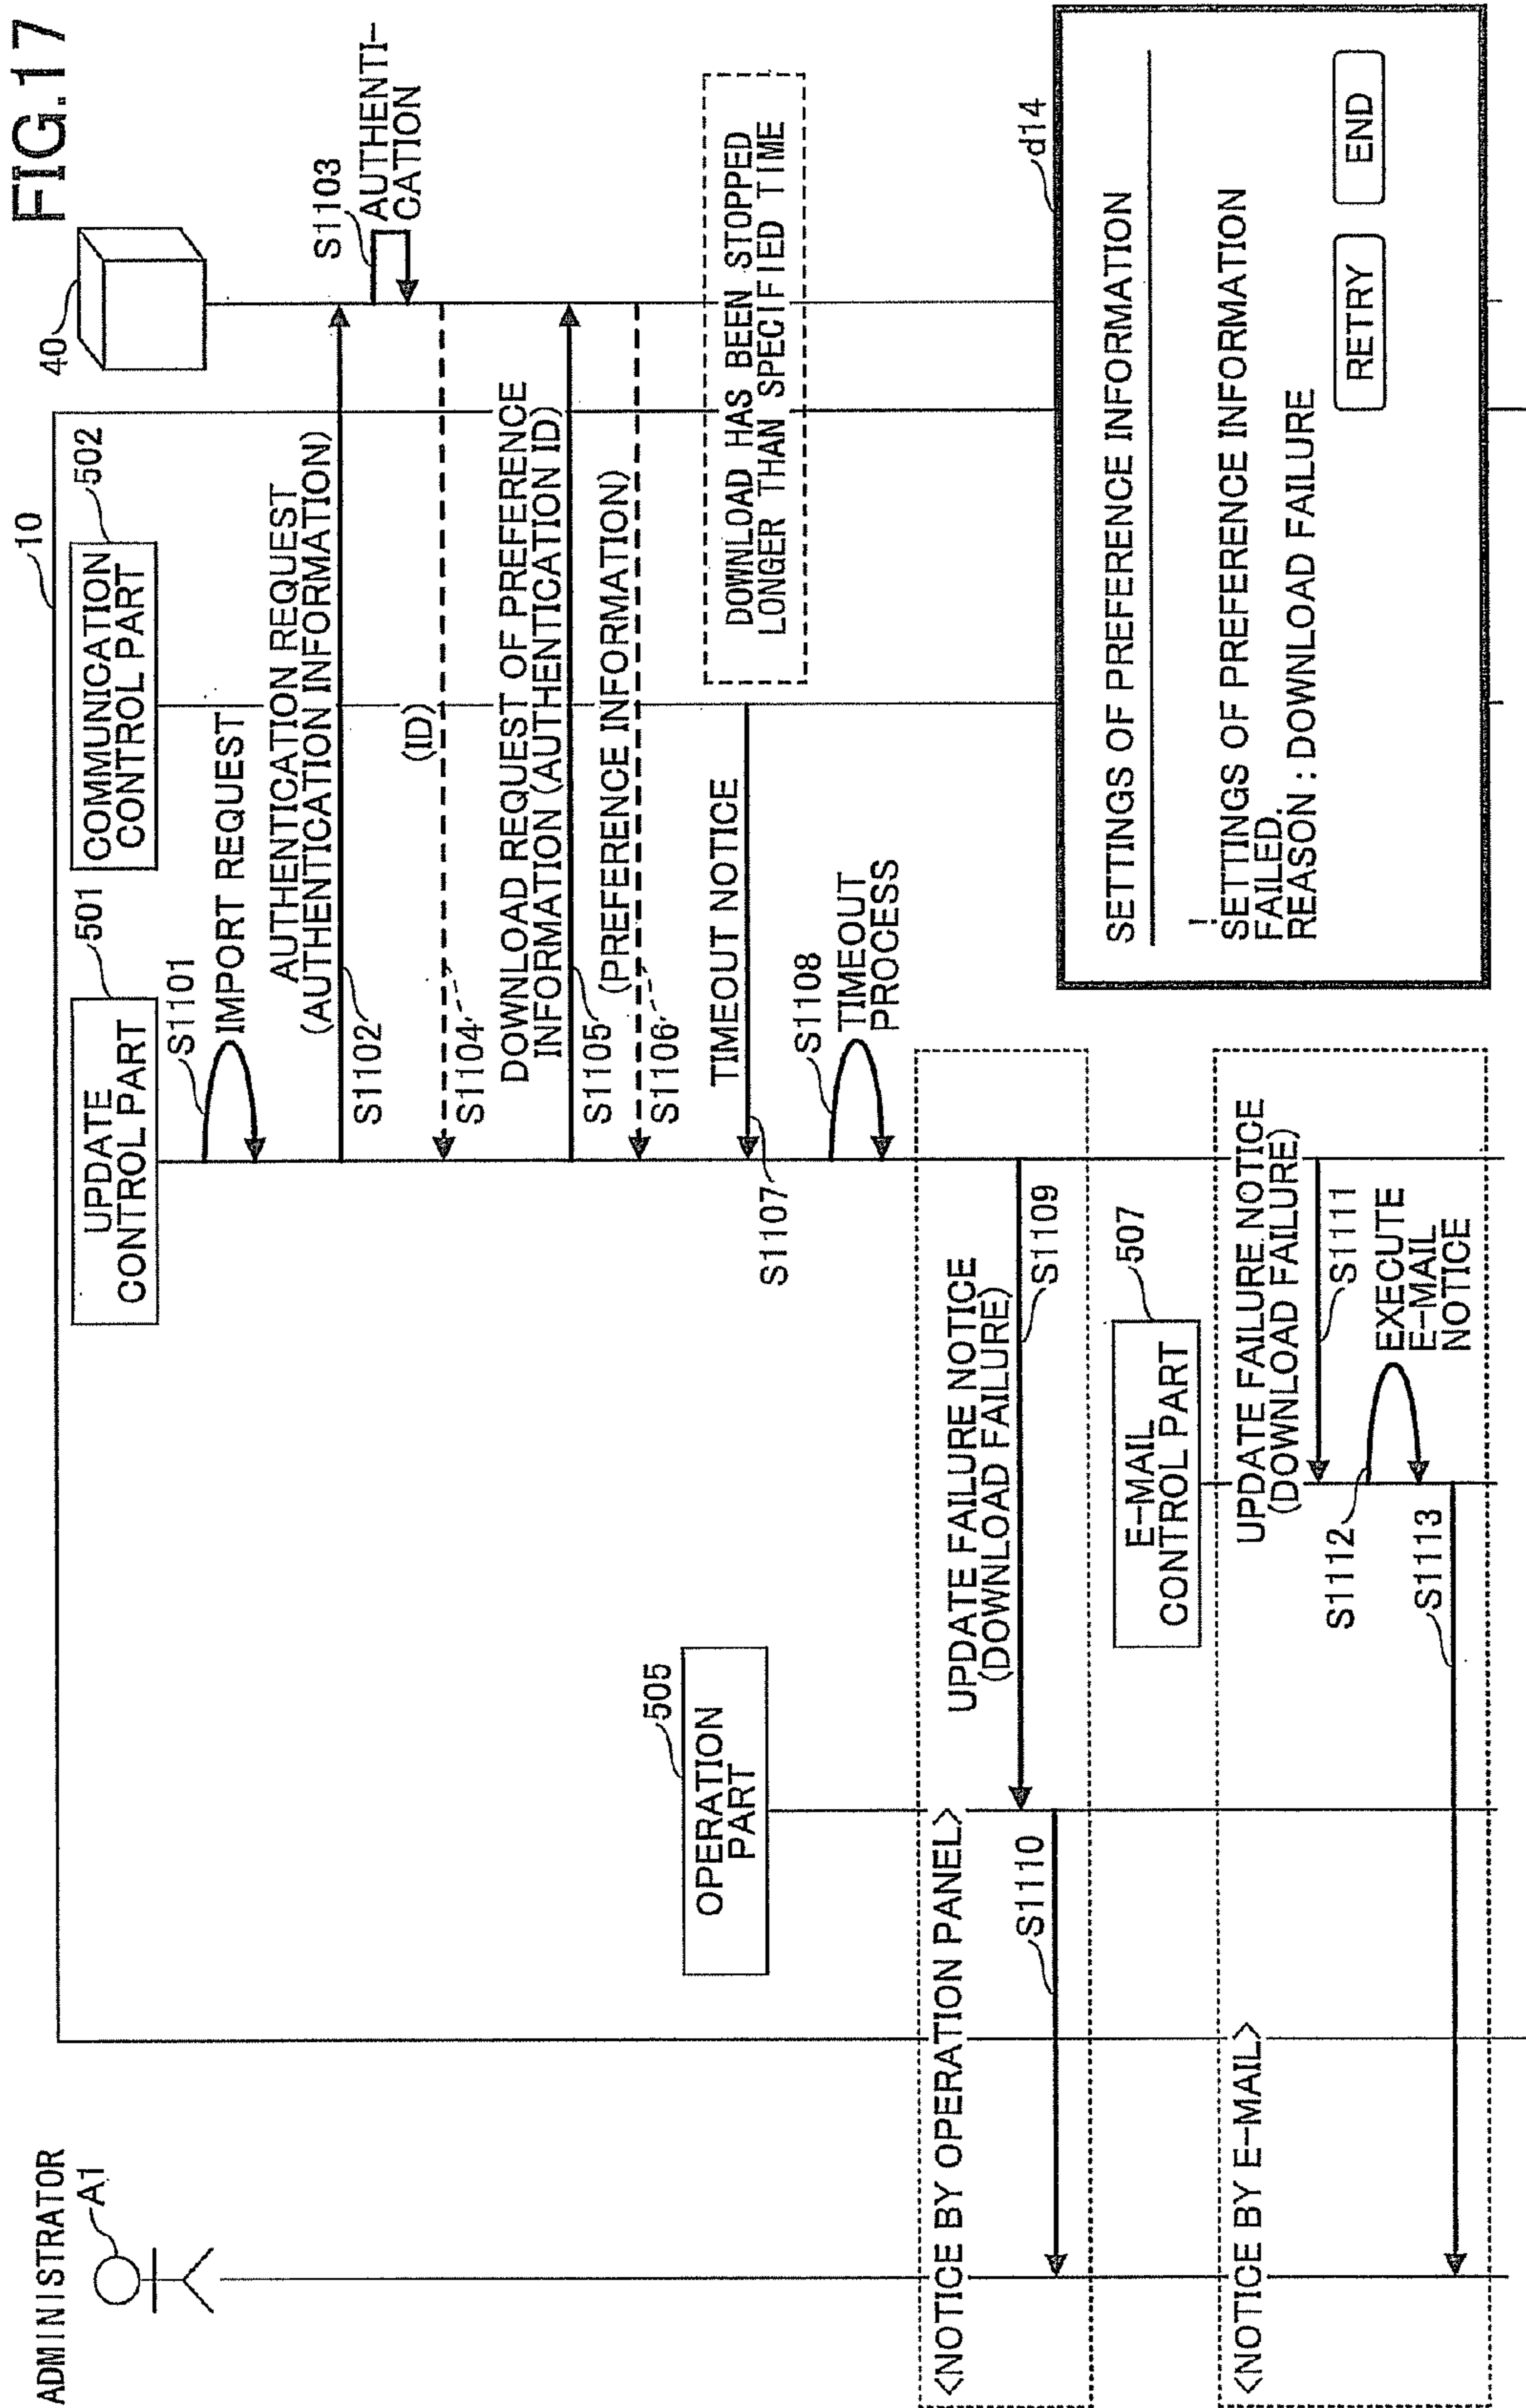 FIG.17
ADMINISTRATOR
A1
10
UPDATE
CONTROL PART
501
COMMUNICATION
CONTROL PART
502
40
S1101
IMPORT REQUEST
AUTHENTICATION REQUEST
(AUTHENTICATION INFORMATION)
S1102
S1103
AUTHENTI-
CATION
(ID)
S1104
DOWNLOAD REQUEST OF PREFERENCE
INFORMATION (AUTHENTICATION ID)
S1105
(PREFERENCE INFORMATION)
S1106
DOWNLOAD HAS BEEN STOPPED
LONGER THAN SPECIFIED TIME
TIMEOUT NOTICE
S1107
S1108
TIMEOUT
PROCESS
OPERATION
PART
505
<NOTICE BY OPERATION PANEL>
UPDATE FAILURE NOTICE
(DOWNLOAD FAILURE)
S1109
S1110
E-MAIL
CONTROL PART
507
<NOTICE BY E-MAIL>
UPDATE FAILURE NOTICE
(DOWNLOAD FAILURE)
S1111
S1112
EXECUTE
E-MAIL
NOTICE
S1113
d14
SETTINGS OF PREFERENCE INFORMATION
!
SETTINGS OF PREFERENCE INFORMATION
FAILED.
REASON : DOWNLOAD FAILURE
RETRY
END